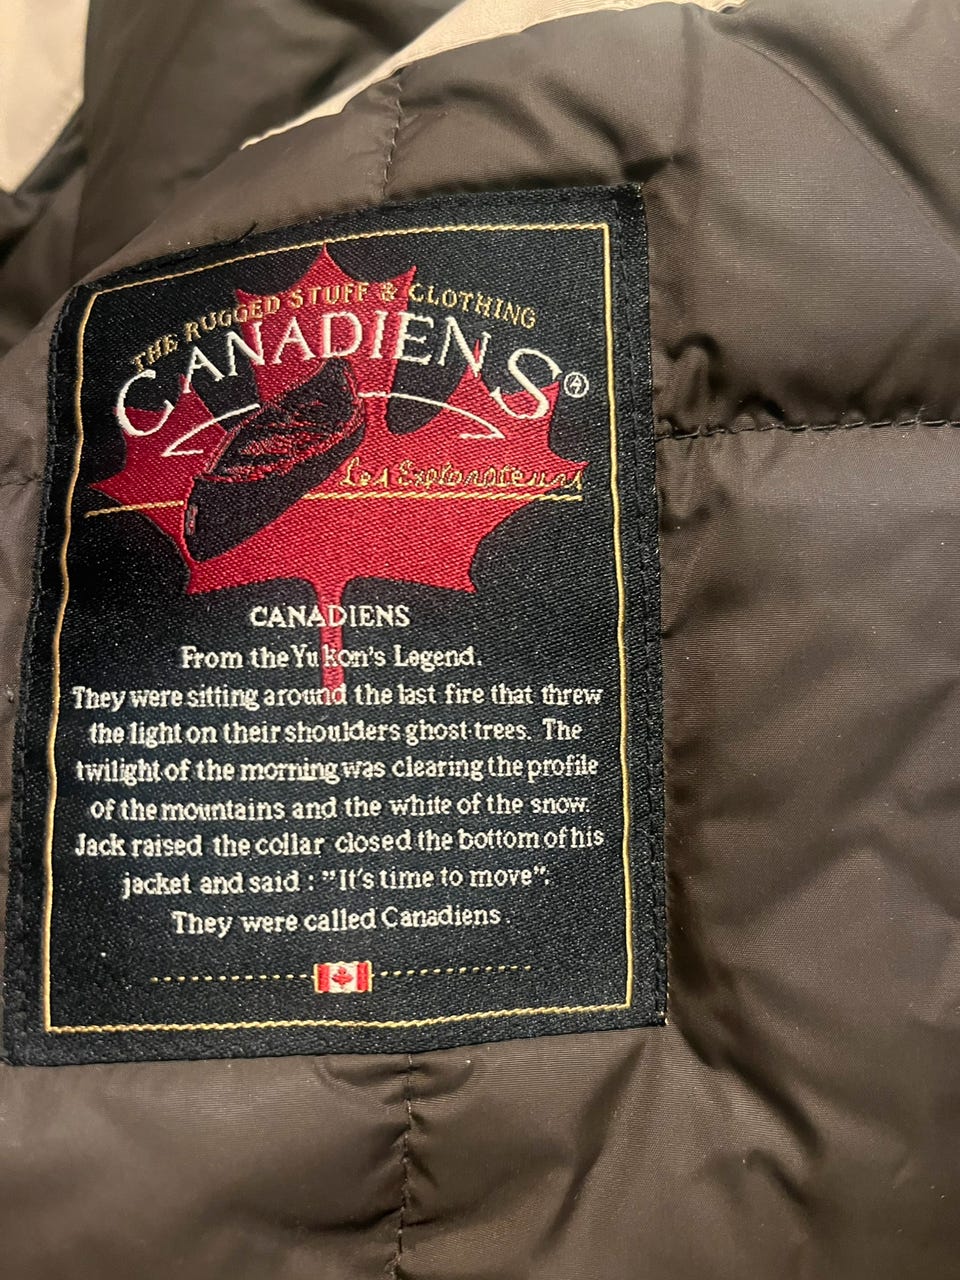 THE RUGGED STUFF & CLOTHING
CANADIENS®
Les Explorateurs
CANADIENS
From the Yukon's Legend.
They were sitting around the last fire that threw
the light on their shoulders ghost-trees. The
twilight of the morning was clearing the profile
of the mountains and the white of the snow.
Jack raised the collar closed the bottom of his
jacket and said : "It's time to move".
They were called Canadiens.